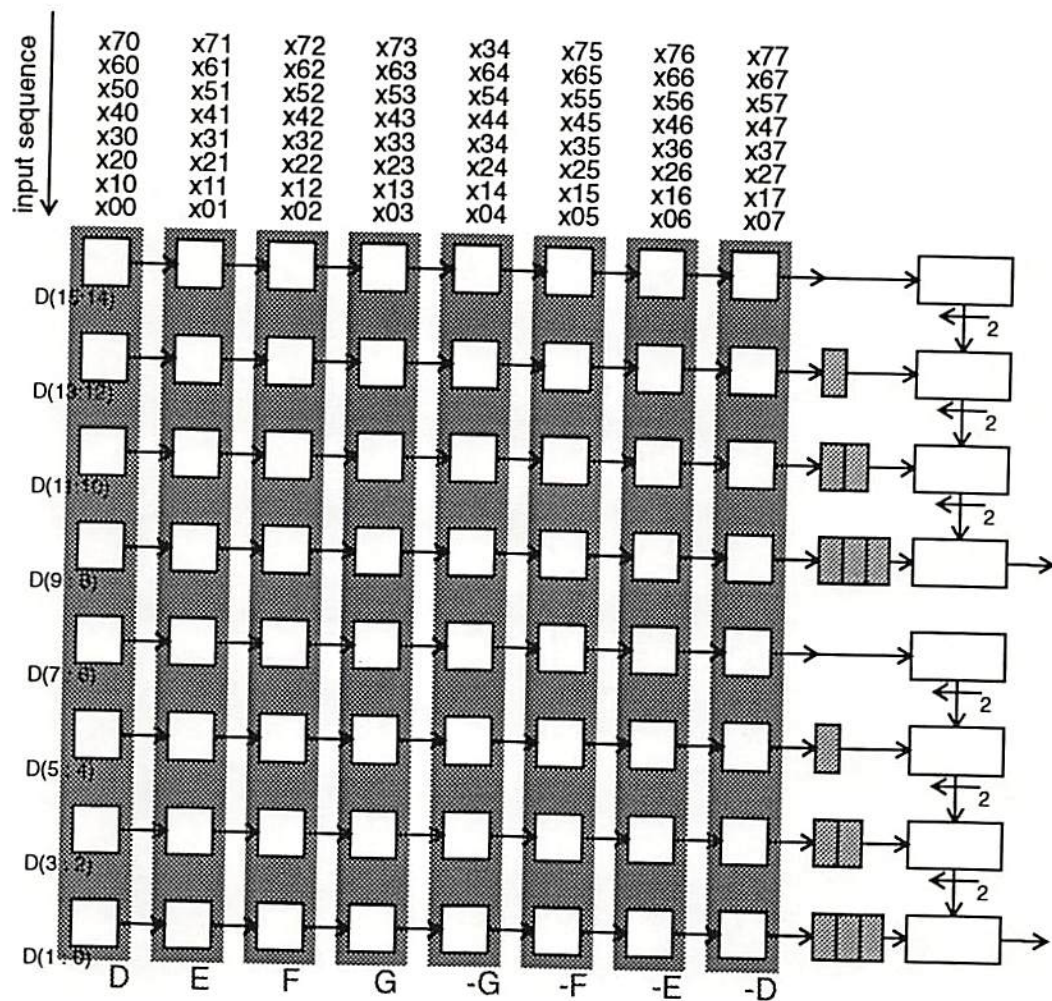 input sequence
x70 x71 x72 x73 x34 x75 x76 x77
x60 x61 x62 x63 x64 x65 x66 x67
x50 x51 x52 x53 x54 x55 x56 x57
x40 x41 x42 x43 x44 x45 x46 x47
x30 x31 x32 x33 x34 x35 x36 x37
x20 x21 x22 x23 x24 x25 x26 x27
x10 x11 x12 x13 x14 x15 x16 x17
x00 x01 x02 x03 x04 x05 x06 x07
D(15:14)
2
D(13:12)
2
D(11:10)
2
D(9 : 8)
D(7 : 6)
2
D(5 : 4)
2
D(3 : 2)
2
D(1 : 0)
D E F G -G -F -E -D